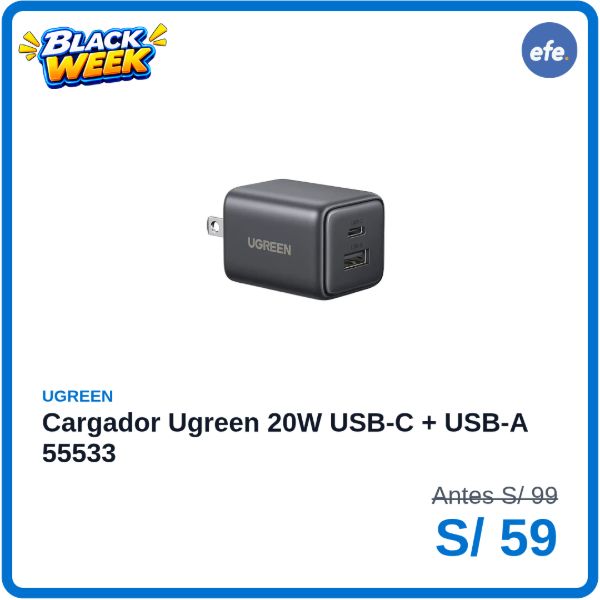 BLACK
WEEK
efe.
UGREEN
UGREEN
Cargador Ugreen 20W USB-C + USB-A
55533
Antes S/ 99
S/ 59